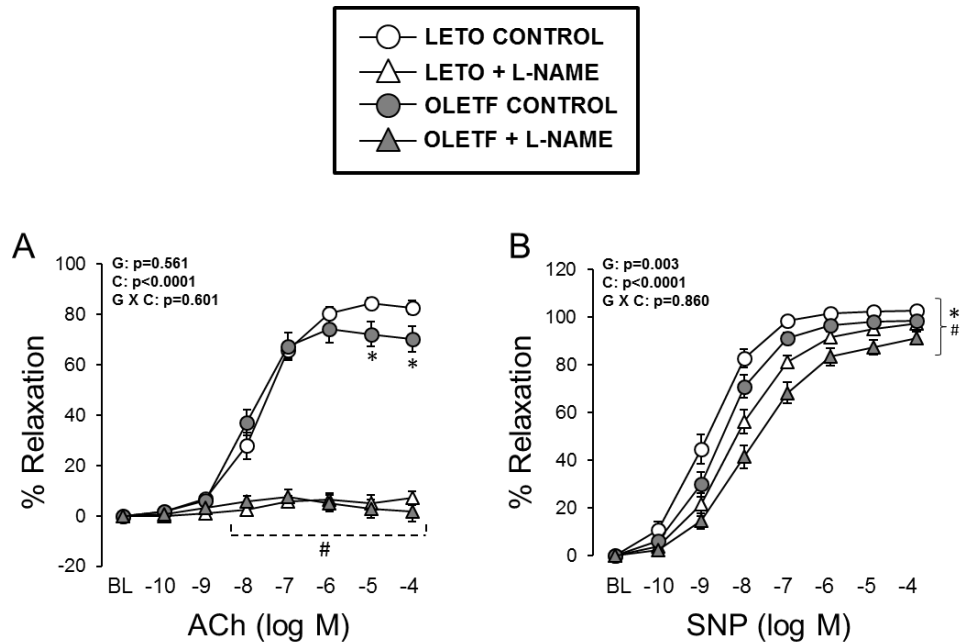 LETO CONTROL
LETO + L-NAME
OLETF CONTROL
OLETF + L-NAME
A
G: p=0.561
C: p<0.0001
G X C: p=0.601
% Relaxation
100
80
60
40
20
0
-20
*
*
#
BL -10 -9 -8 -7 -6 -5 -4
ACh (log M)
B
G: p=0.003
C: p<0.0001
G X C: p=0.860
% Relaxation
120
100
80
60
40
20
0
*
#
BL -10 -9 -8 -7 -6 -5 -4
SNP (log M)